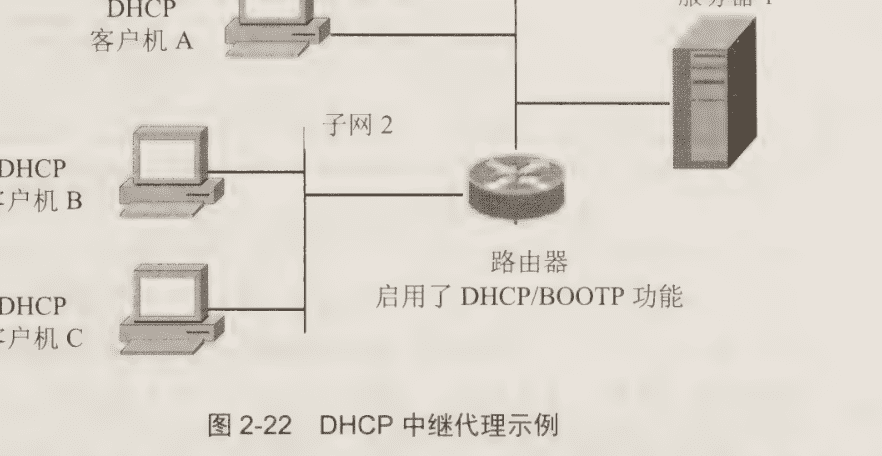 DHCP
客户机 A
子网 2
DHCP
户机 B
路由器
启用了 DHCP/BOOTP 功能
DHCP
户机 C
图 2-22 DHCP 中继代理示例